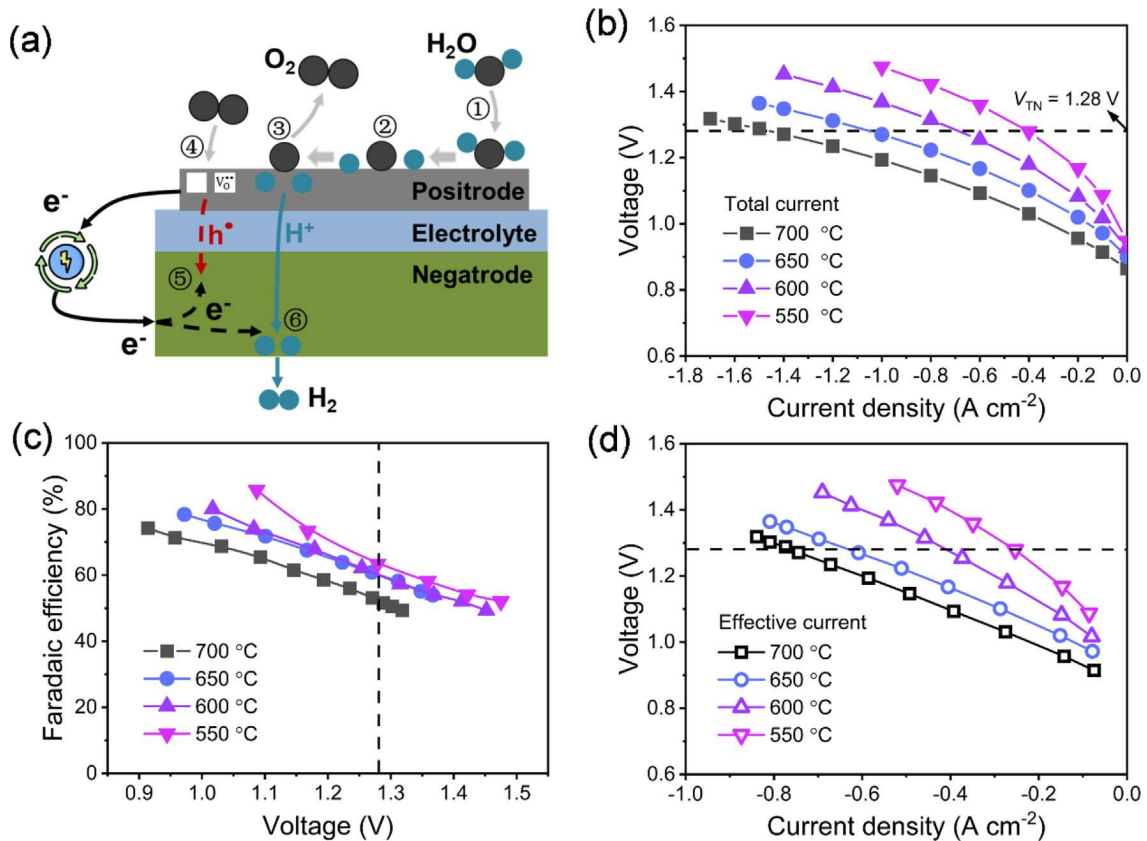 (a)
O2
H2O
①
②
③
④
VO••
Positrode
e-
h•
H+
Electrolyte
⑤
Negatrode
e-
⑥
e-
H2
(b)
1.6
1.4
1.2
1.0
0.8
0.6
Voltage (V)
VTN = 1.28 V
Total current
700 °C
650 °C
600 °C
550 °C
-1.8 -1.6 -1.4 -1.2 -1.0 -0.8 -0.6 -0.4 -0.2 0.0
Current density (A cm-2)
(c)
100
80
60
40
20
0
Faradaic efficiency (%)
700 °C
650 °C
600 °C
550 °C
0.9 1.0 1.1 1.2 1.3 1.4 1.5
Voltage (V)
(d)
1.6
1.4
1.2
1.0
0.8
0.6
Voltage (V)
Effective current
700 °C
650 °C
600 °C
550 °C
-1.0 -0.8 -0.6 -0.4 -0.2 0.0
Current density (A cm-2)